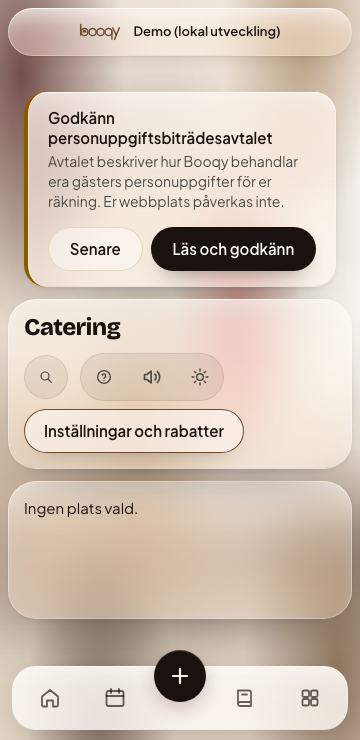 booqy Demo (lokal utveckling)
Godkänn
personuppgiftsbiträdesavtalet
Avtalet beskriver hur Booqy behandlar
era gästers personuppgifter för er
räkning. Er webbplats påverkas inte.
Senare Läs och godkänn
Catering
Inställningar och rabatter
Ingen plats vald.